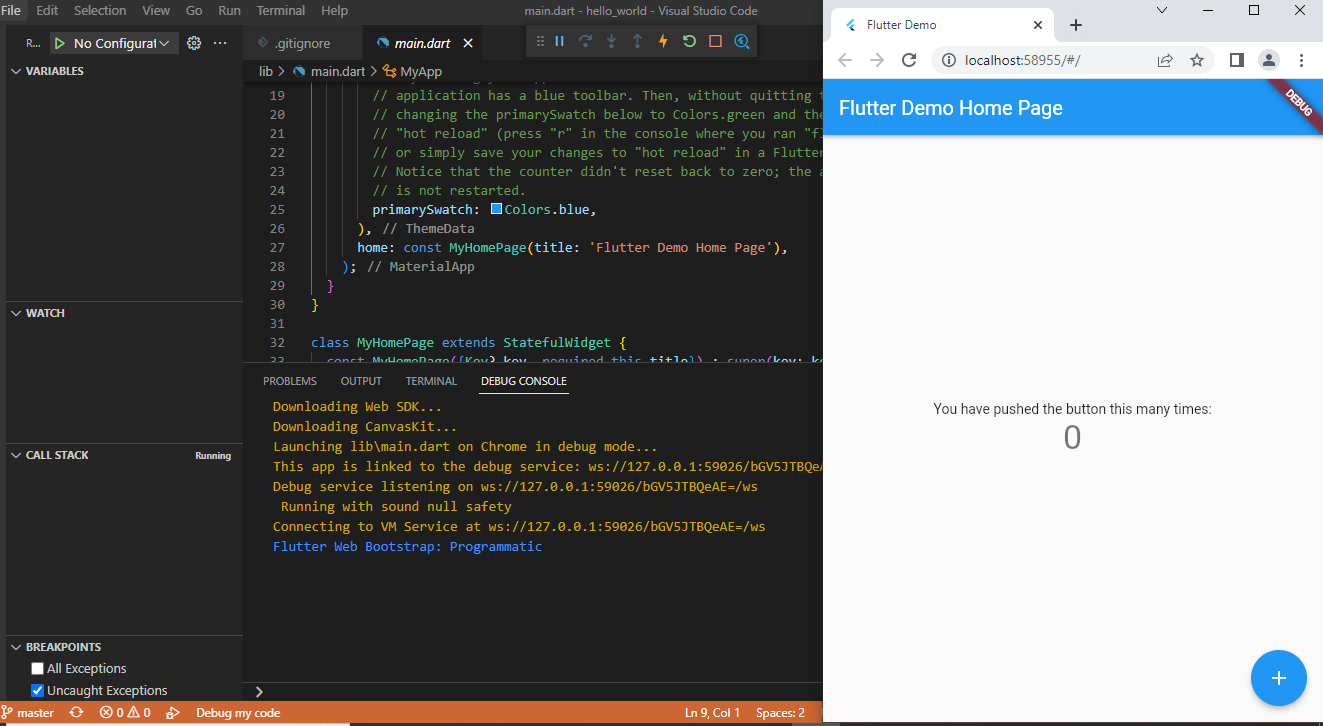 File Edit Selection View Go Run Terminal Help
main.dart - hello_world - Visual Studio Code
R... No Configurat
VARIABLES
WATCH
CALL STACK Running
BREAKPOINTS
All Exceptions
Uncaught Exceptions
.gitignore main.dart
lib > main.dart > MyApp
19 // application has a blue toolbar. Then, without quitting
20 // changing the primarySwatch below to Colors.green and
21 // "hot reload" (press "r" in the console where you ran
22 // or simply save your changes to "hot reload" in a Flutter
23 // Notice that the counter didn't reset back to zero; the
24 // is not restarted.
25 primarySwatch: Colors.blue,
26 ), // ThemeData
27 home: const MyHomePage(title: 'Flutter Demo Home Page'),
28 ); // MaterialApp
29 }
30 }
31
32 class MyHomePage extends StatefulWidget {
33 const MyHomePage({Key? key, required this.title}) : super(key:
PROBLEMS OUTPUT TERMINAL DEBUG CONSOLE
Downloading Web SDK...
Downloading CanvasKit...
Launching lib\main.dart on Chrome in debug mode...
This app is linked to the debug service: ws://127.0.0.1:59026/bGV5JTBQeA
Debug service listening on ws://127.0.0.1:59026/bGV5JTBQeAE=/ws
Running with sound null safety
Connecting to VM Service at ws://127.0.0.1:59026/bGV5JTBQeAE=/ws
Flutter Web Bootstrap: Programmatic
master 0 0 Debug my code Ln 9, Col 1 Spaces: 2
Flutter Demo
localhost:58955/#/
Flutter Demo Home Page
DEBUG
You have pushed the button this many times:
0